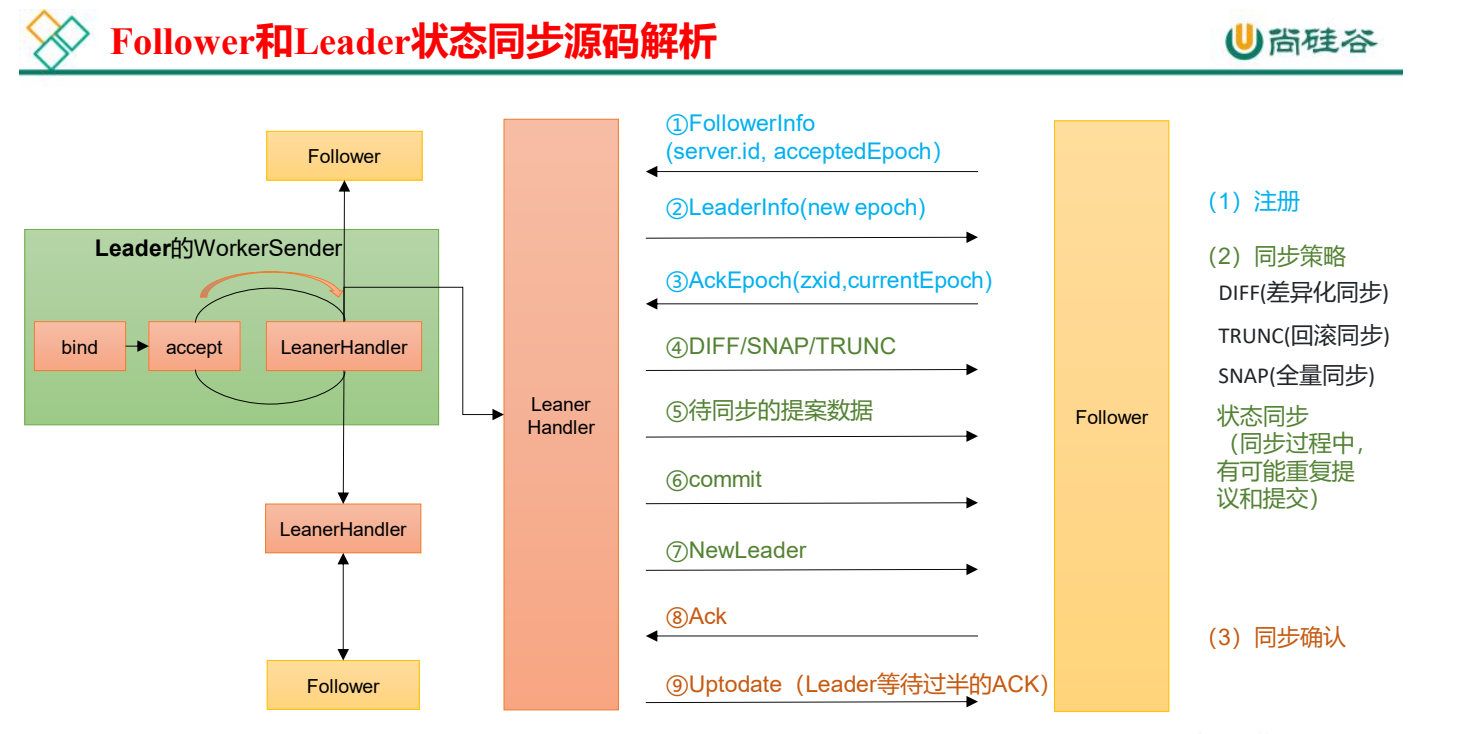 Follower和Leader状态同步源码解析
尚硅谷
Follower
Leader的WorkerSender
bind
accept
LeanerHandler
LeanerHandler
Follower
Leaner
Handler
①FollowerInfo
(server.id, acceptedEpoch）
②LeaderInfo(new epoch)
③AckEpoch(zxid,currentEpoch)
④DIFF/SNAP/TRUNC
⑤待同步的提案数据
⑥commit
⑦NewLeader
⑧Ack
⑨Uptodate（Leader等待过半的ACK）
Follower
（1）注册
（2）同步策略
DIFF(差异化同步)
TRUNC(回滚同步)
SNAP(全量同步)
状态同步
（同步过程中，
有可能重复提
议和提交）
（3）同步确认